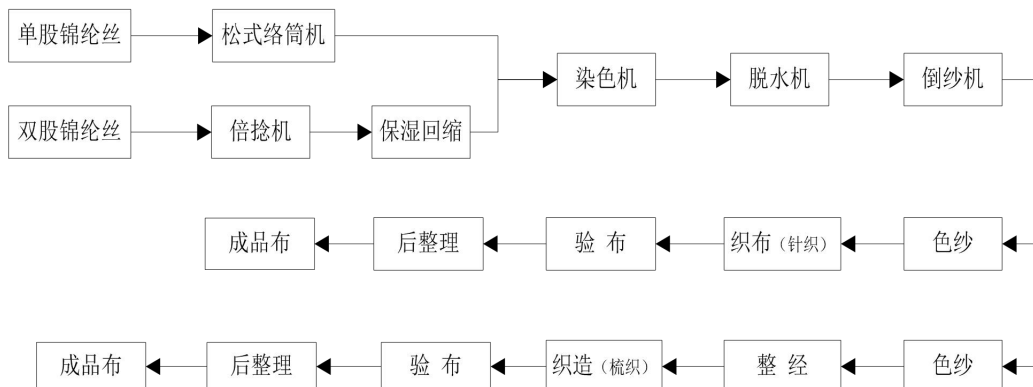 单股锦纶丝
松式络筒机
染色机
脱水机
倒纱机
双股锦纶丝
倍捻机
保湿回缩
成品布
后整理
验 布
织布（针织）
色纱
成品布
后整理
验 布
织造（梳织）
整 经
色纱